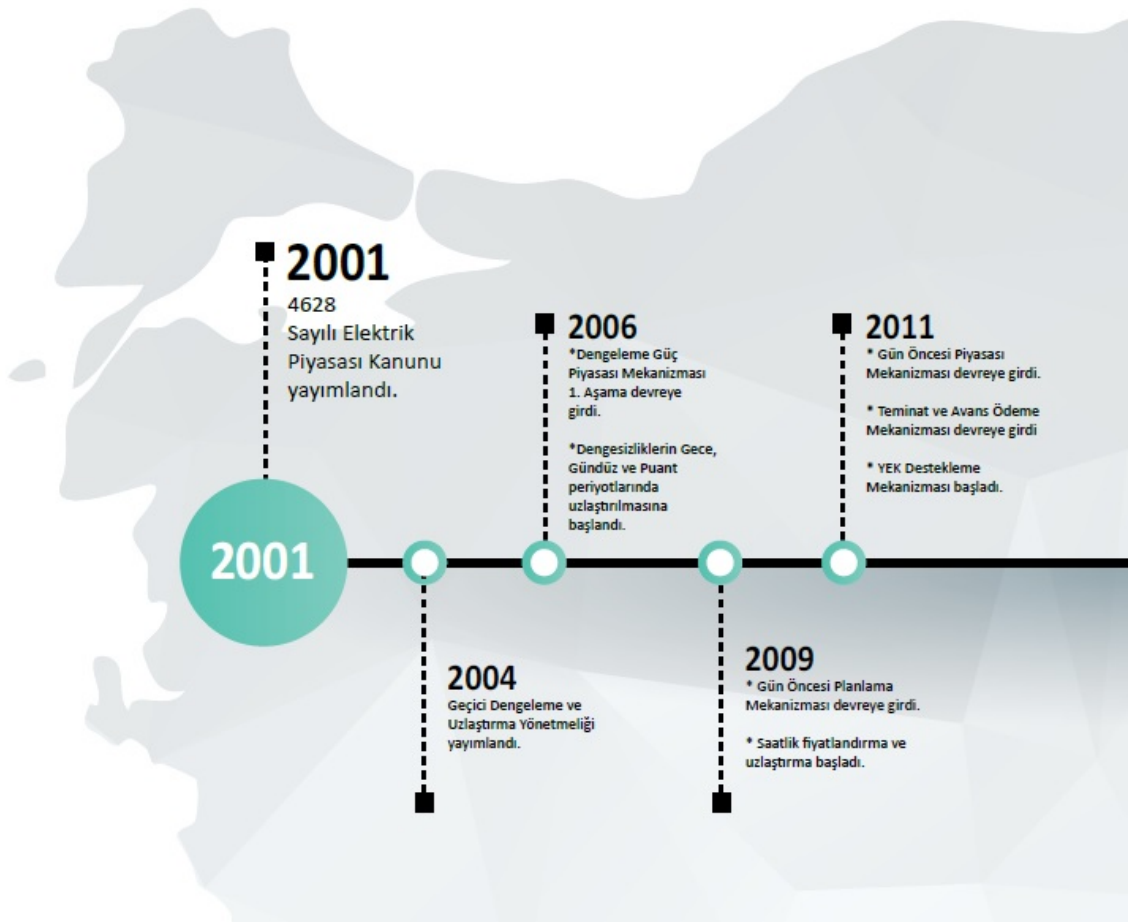 2001
4628
Sayılı Elektrik
Piyasası Kanunu
yayımlandı.
2001
2004
Geçici Dengeleme ve
Uzlaştırma Yönetmeliği
yayımlandı.
2006
*Dengeleme Güç
Piyasası Mekanizması
1. Aşama devreye
girdi.
*Dengesizliklerin Gece,
Gündüz ve Puant
periyotlarında
uzlaştırılmasına
başlandı.
2009
* Gün Öncesi Planlama
Mekanizması devreye girdi.
* Saatlik fiyatlandırma ve
uzlaştırma başladı.
2011
* Gün Öncesi Piyasası
Mekanizması devreye girdi.
* Teminat ve Avans Ödeme
Mekanizması devreye girdi
* YEK Destekleme
Mekanizması başladı.